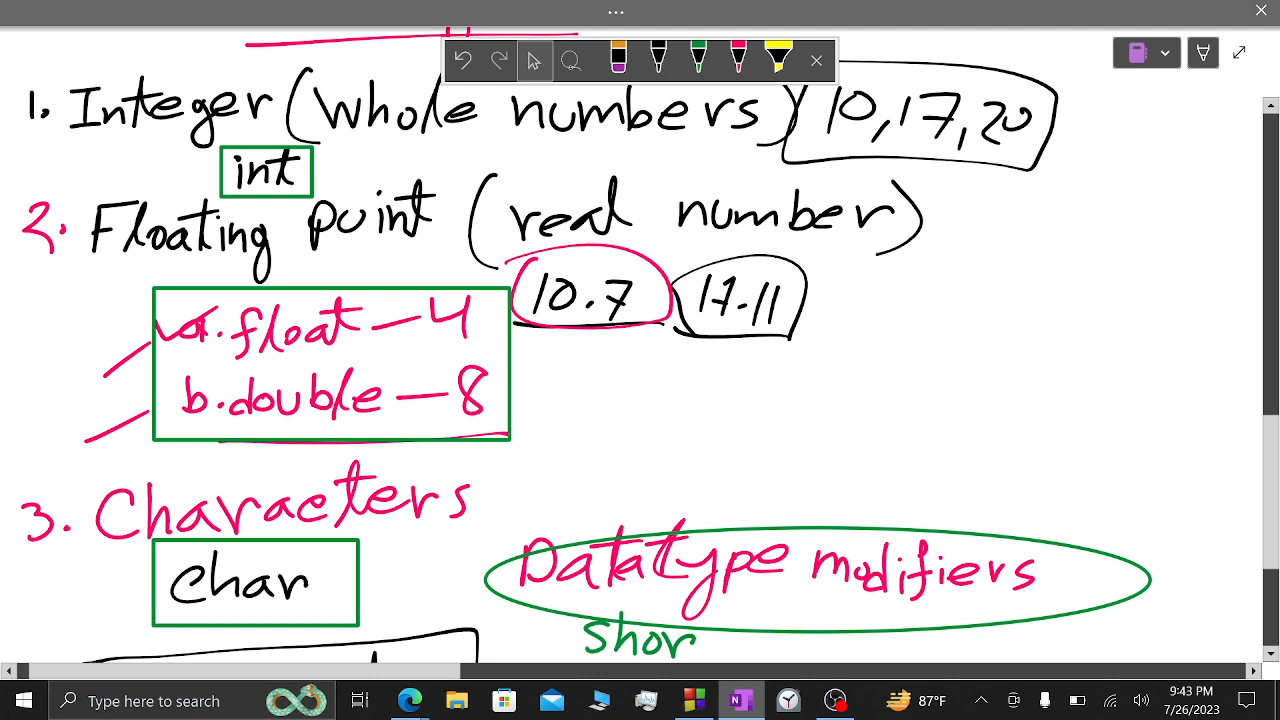 1. Integer (whole numbers) 10,17,20
int
2. Floating point (real number)
10.7 17.11
a. float - 4
b. double - 8
3. Characters
char
Datatype modifiers
shor
Type here to search
87°F
9:43 PM
7/26/2023